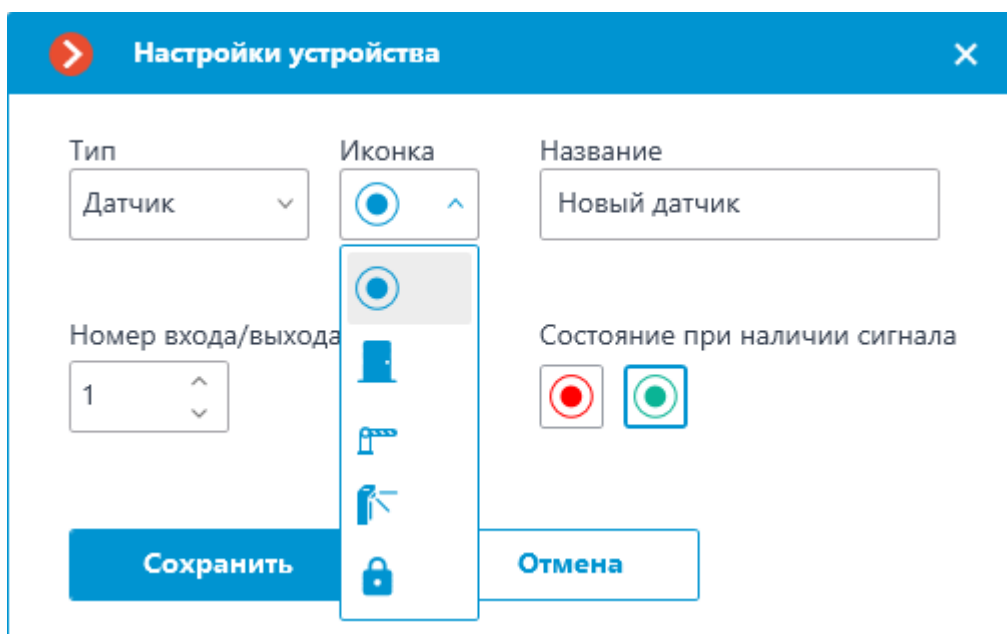 Настройки устройства
Тип
Иконка
Название
Датчик
Новый датчик
Номер входа/выхода
Состояние при наличии сигнала
1
Сохранить
Отмена